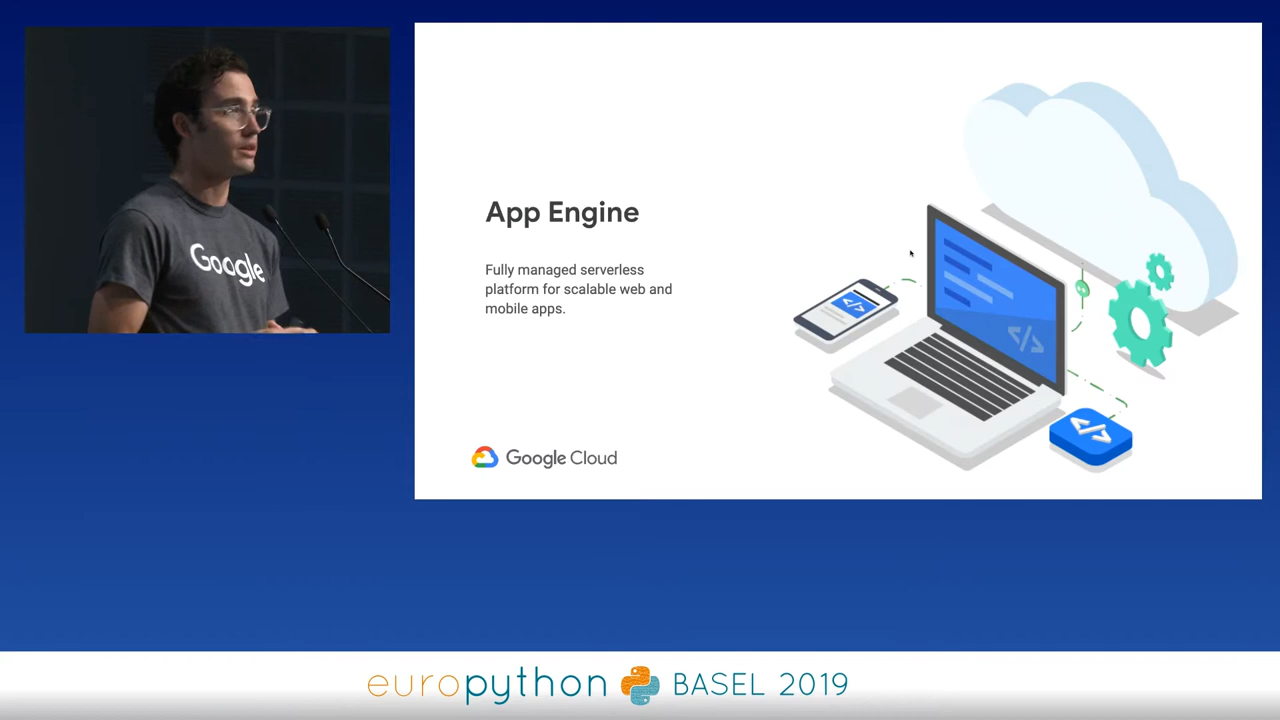 Google
App Engine
Fully managed serverless
platform for scalable web and
mobile apps.
</>
</>
</>
Google Cloud
europython BASEL 2019